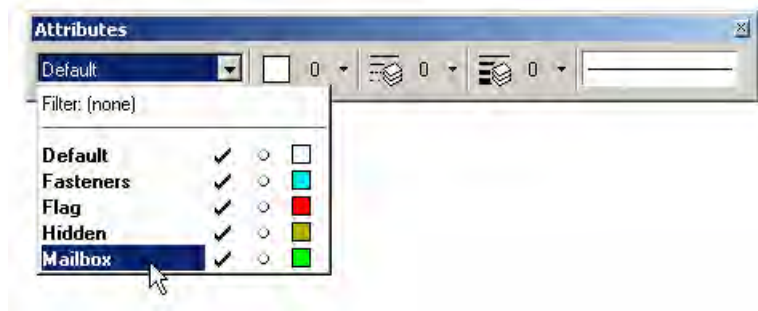 Attributes
Default 0 0 0
Filter: (none)
Default
Fasteners
Flag
Hidden
Mailbox